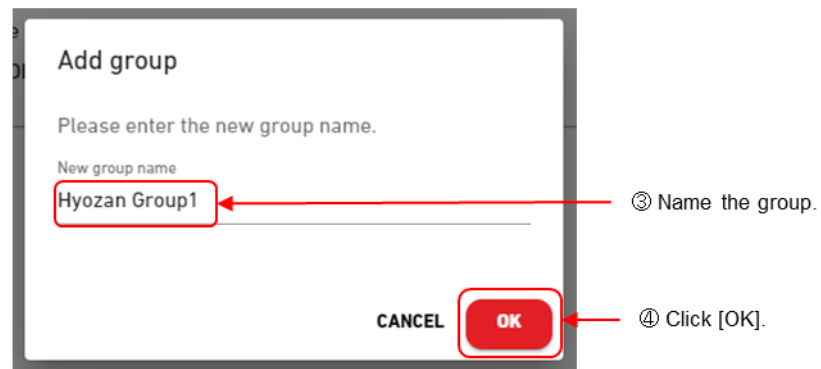 Add group
Please enter the new group name.
New group name
Hyozan Group1
③ Name the group.
CANCEL
OK
④ Click [OK].